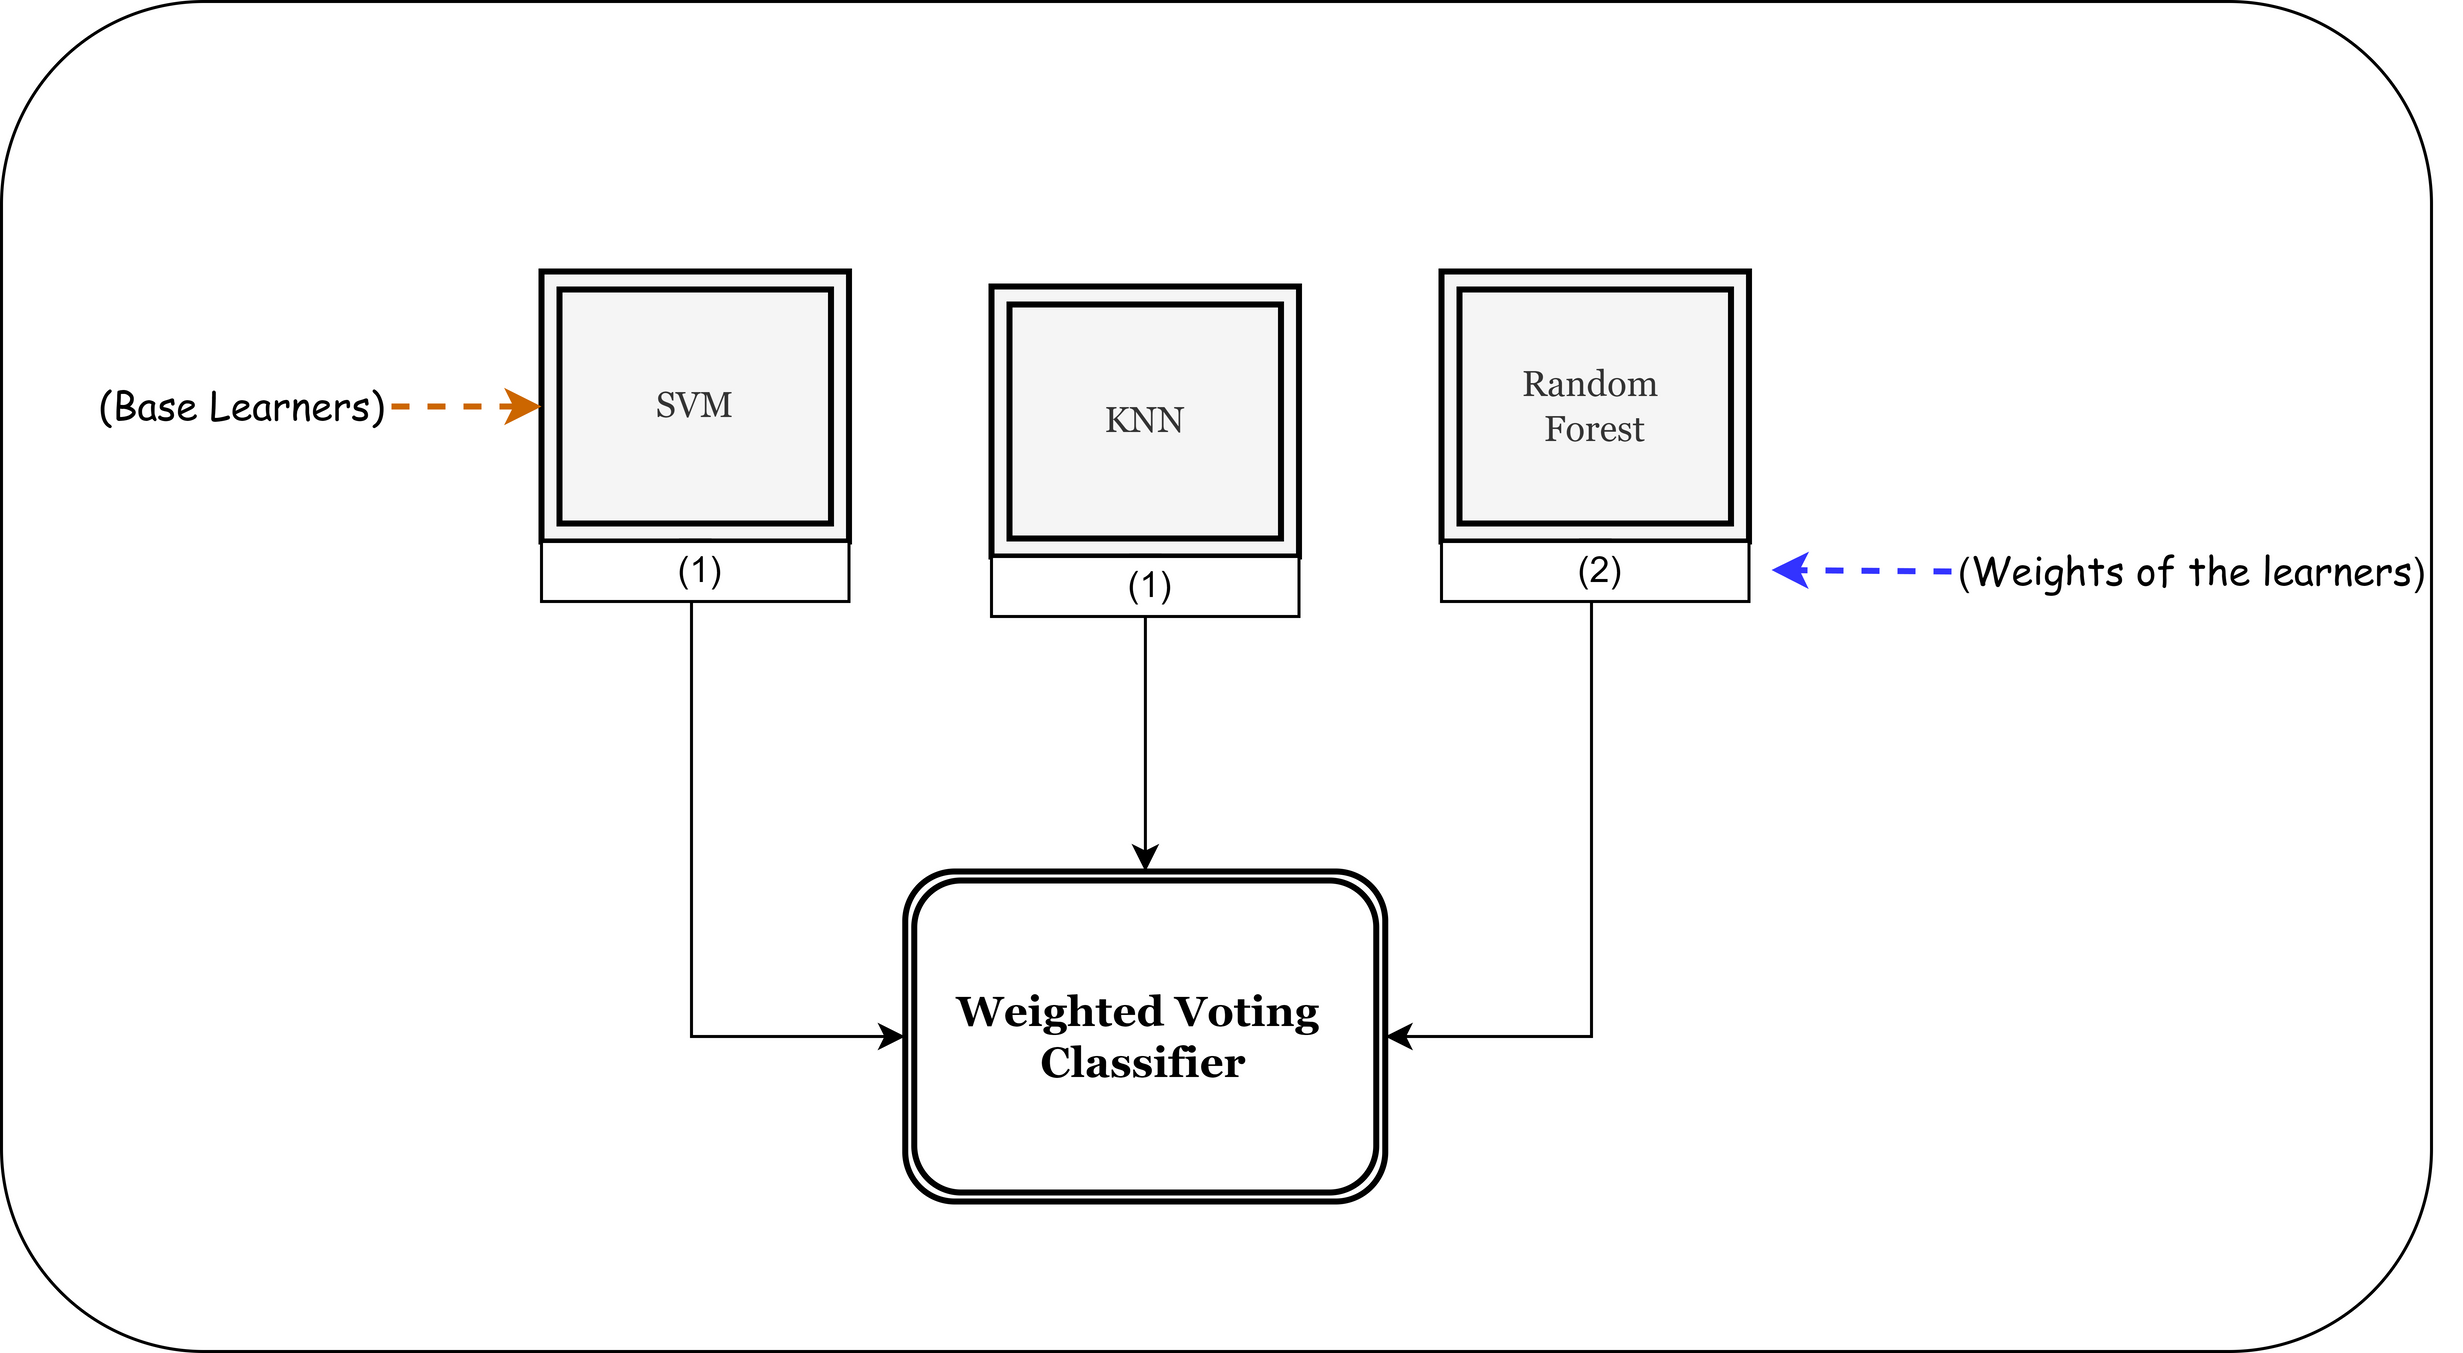 (Base Learners)
SVM
KNN
Random
Forest
(1)
(1)
(2)
(Weights of the learners)
Weighted Voting
Classifier